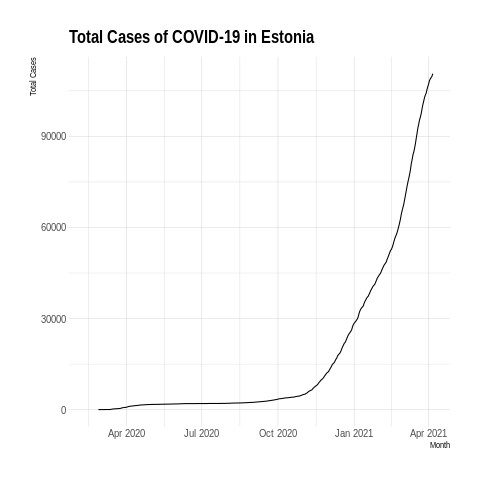 Total Cases of COVID-19 in Estonia
Total Cases
90000
60000
30000
0
Apr 2020 Jul 2020 Oct 2020 Jan 2021 Apr 2021
Month